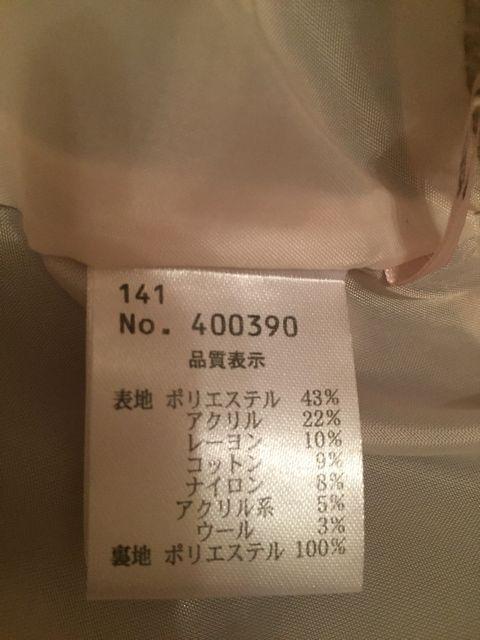 141
No. 400390
品質表示
表地 ポリエステル 43%
アクリル 22%
レーヨン 10%
コットン 9%
ナイロン 8%
アクリル系 5%
ウール 3%
裏地 ポリエステル 100%